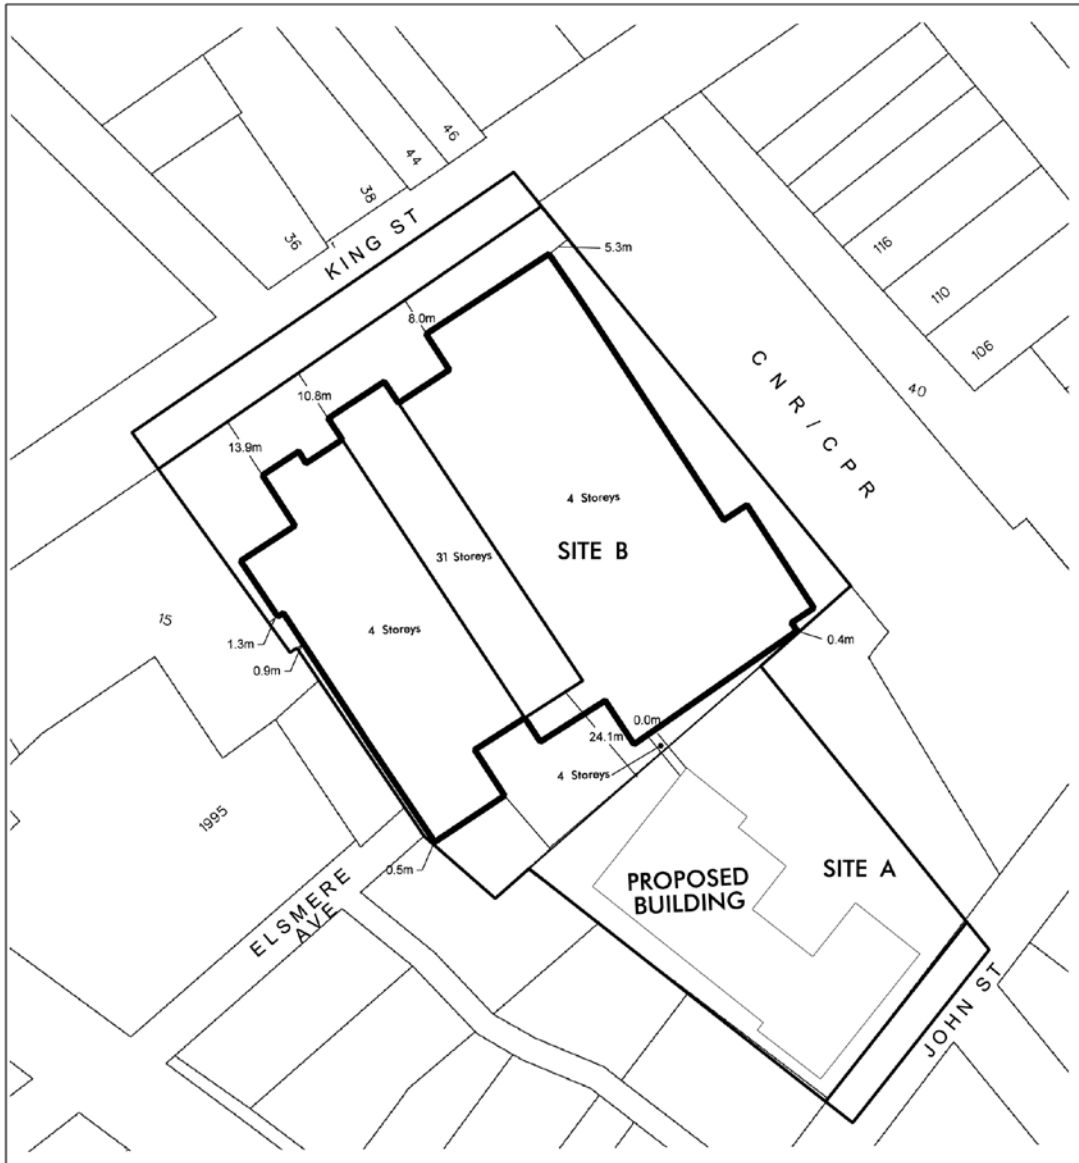 46
44
38
36
KING ST
5.3m
116
110
106
8.0m
CNR/CPR
40
10.8m
13.9m
4 Storeys
SITE B
31 Storeys
15
4 Storeys
1.3m
0.9m
0.4m
0.0m
24.1m
4 Storeys
1995
0.5m
SITE A
PROPOSED
BUILDING
ELSMERE
AVE
JOHN ST